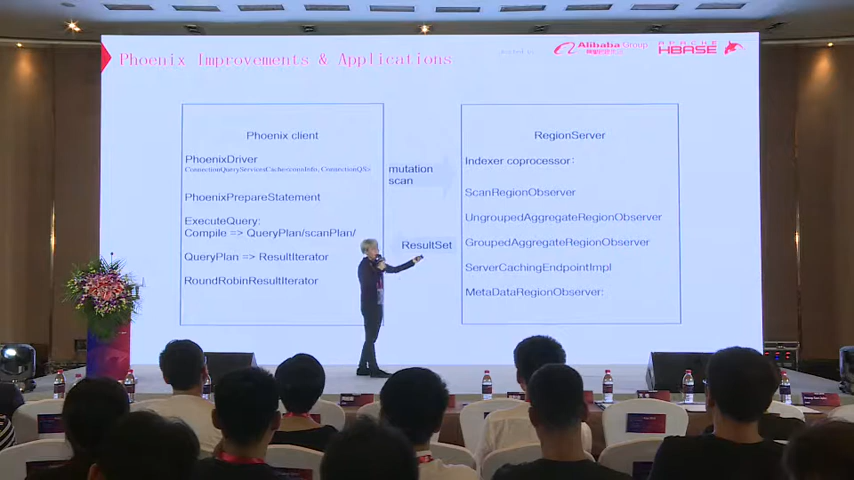 Phoenix Improvements & Applications
Alibaba Group
APACHE
HBASE
Phoenix client
PhoenixDriver
PhoenixPrepareStatement
ExecuteQuery:
Compile => QueryPlan/scanPlan/
QueryPlan => ResultIterator
RoundRobinResultIterator
mutation
scan
ResultSet
RegionServer
Indexer coprocessor:
ScanRegionObserver
UngroupedAggregateRegionObserver
GroupedAggregateRegionObserver
ServerCachingEndpointImpl
MetaDataRegionObserver: